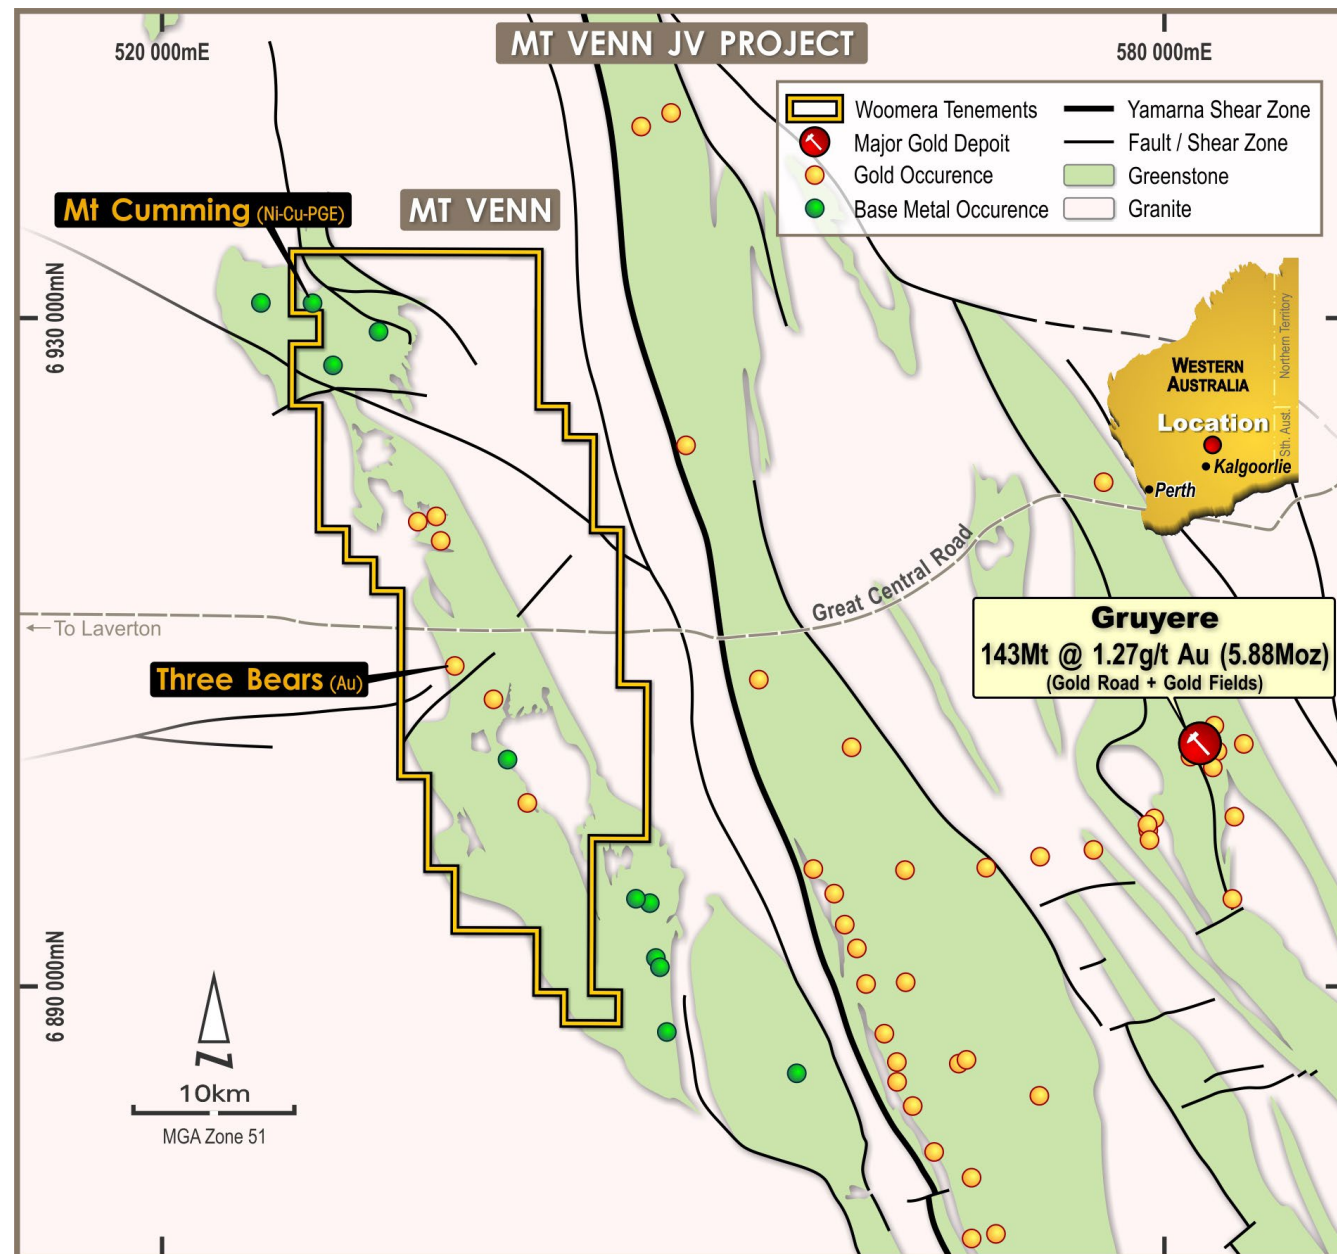 MT VENN JV PROJECT
520 000mE
580 000mE
Woomera Tenements
Major Gold Depoit
Gold Occurence
Base Metal Occurence
Yamarna Shear Zone
Fault / Shear Zone
Greenstone
Granite
Mt Cumming (Ni-Cu-PGE)
MT VENN
6 930 000mN
WESTERN
AUSTRALIA
Northern Territory
Sth. Aust.
Location
Kalgoorlie
Perth
Great Central Road
←To Laverton
Three Bears (Au)
Gruyere
143Mt @ 1.27g/t Au (5.88Moz)
(Gold Road + Gold Fields)
6 890 000mN
N
10km
MGA Zone 51